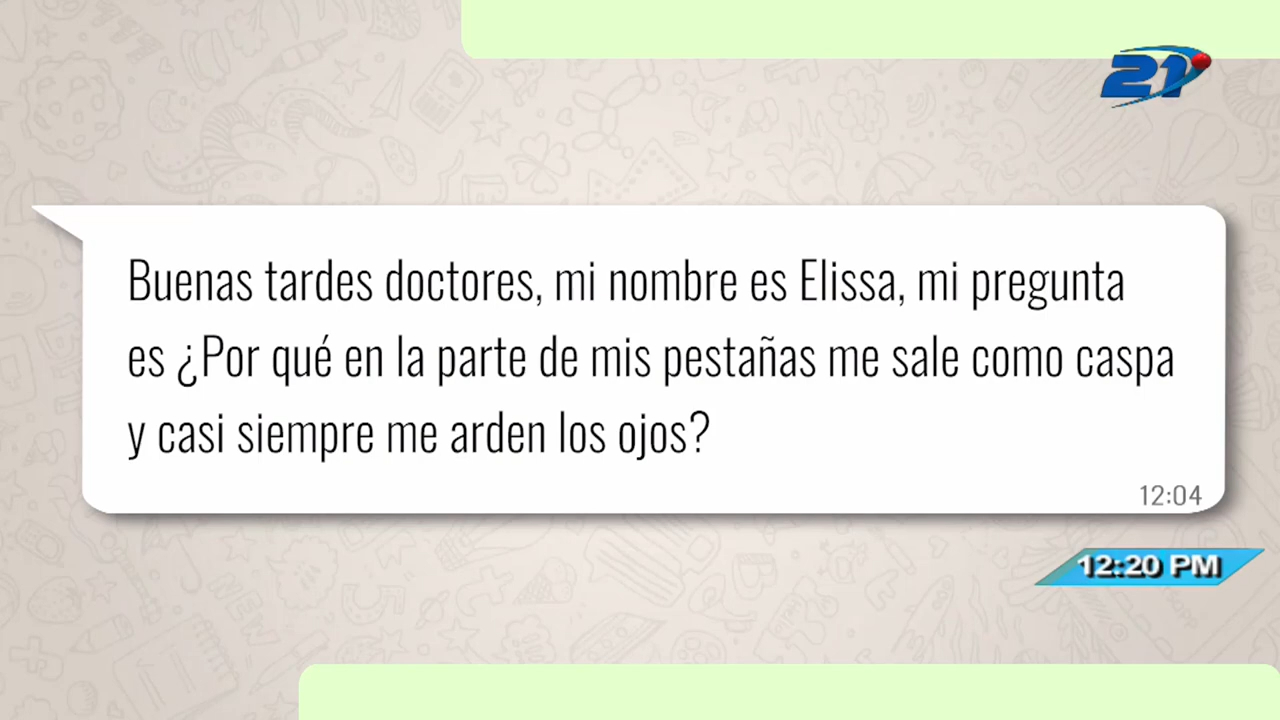 21
Buenas tardes doctores, mi nombre es Elissa, mi pregunta
es ¿Por qué en la parte de mis pestañas me sale como caspa
y casi siempre me arden los ojos?
12:04
12:20 PM